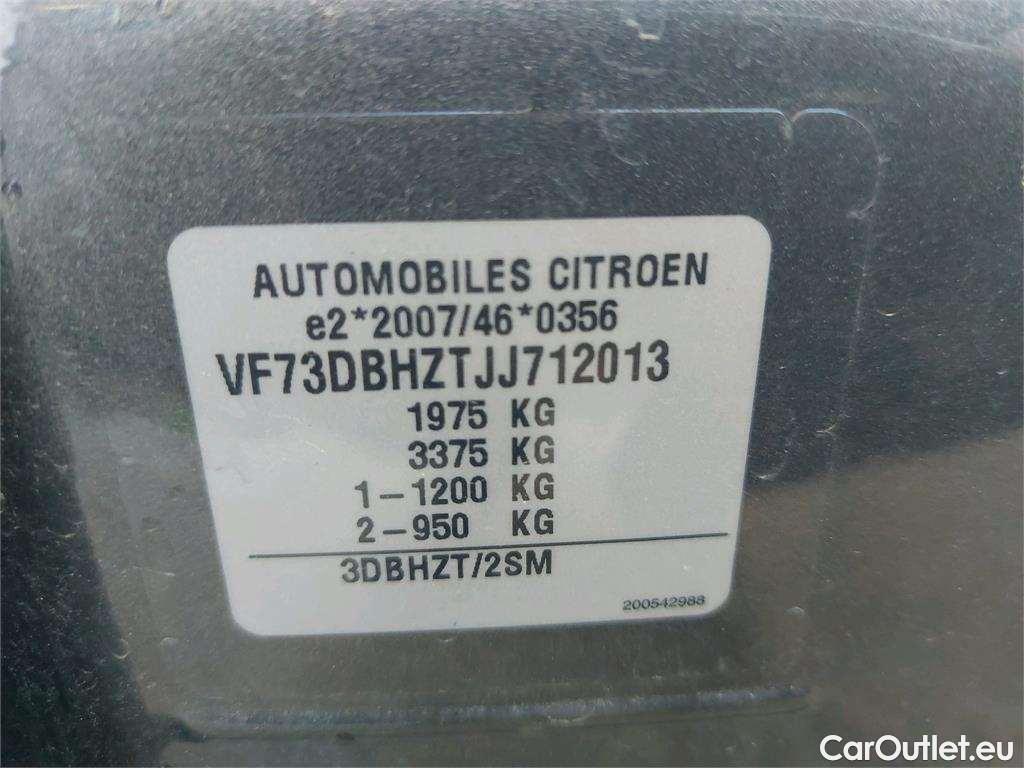 AUTOMOBILES CITROEN
e2*2007/46*0356
VF73DBHZTJJ712013
1975 KG
3375 KG
1-1200 KG
2-950 KG
3DBHZT/2SM
200542988
CarOutlet.eu